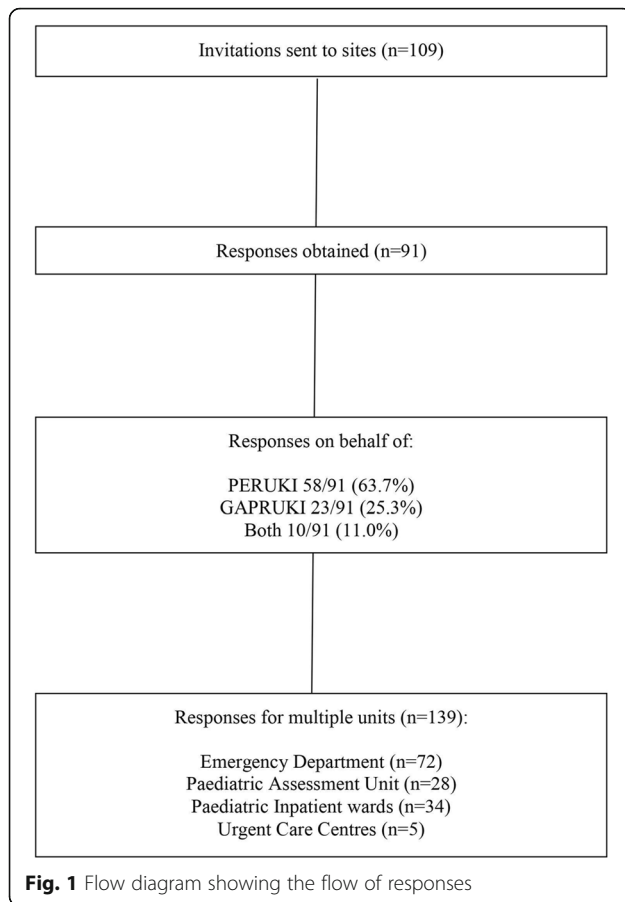 Invitations sent to sites (n=109)
Responses obtained (n=91)
Responses on behalf of:
PERUKI 58/91 (63.7%)
GAPRUKI 23/91 (25.3%)
Both 10/91 (11.0%)
Responses for multiple units (n=139):
Emergency Department (n=72)
Paediatric Assessment Unit (n=28)
Paediatric Inpatient wards (n=34)
Urgent Care Centres (n=5)
Fig. 1 Flow diagram showing the flow of responses